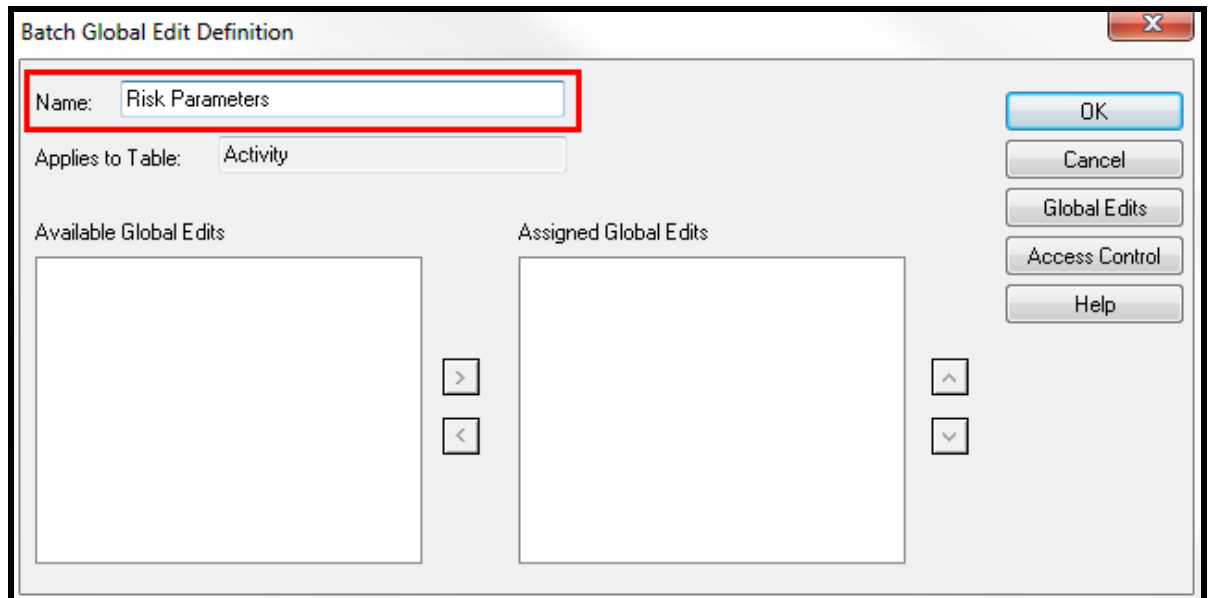 Batch Global Edit Definition
Name: Risk Parameters
OK
Applies to Table: Activity
Cancel
Global Edits
Available Global Edits
Assigned Global Edits
Access Control
Help
>
<